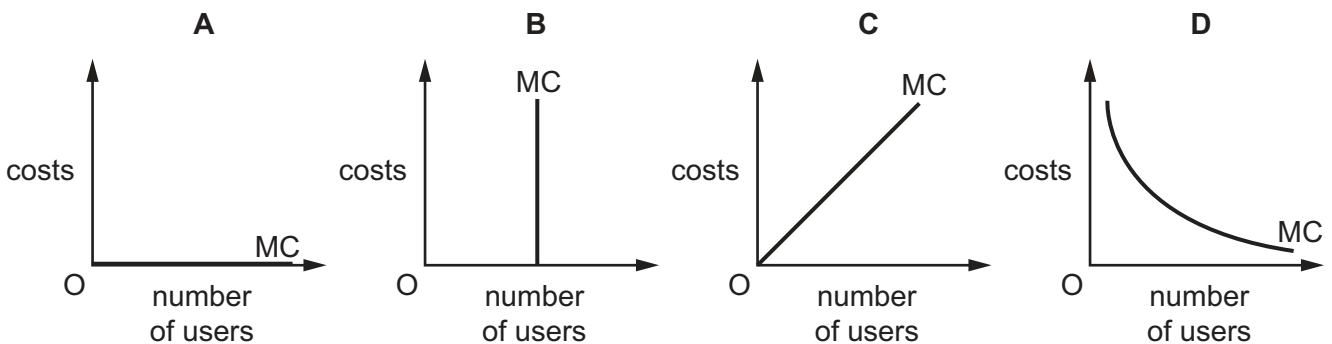 A B C D
MC
MC
MC
MC
costs
costs
costs
costs
O
O
O
O
number
of users
number
of users
number
of users
number
of users